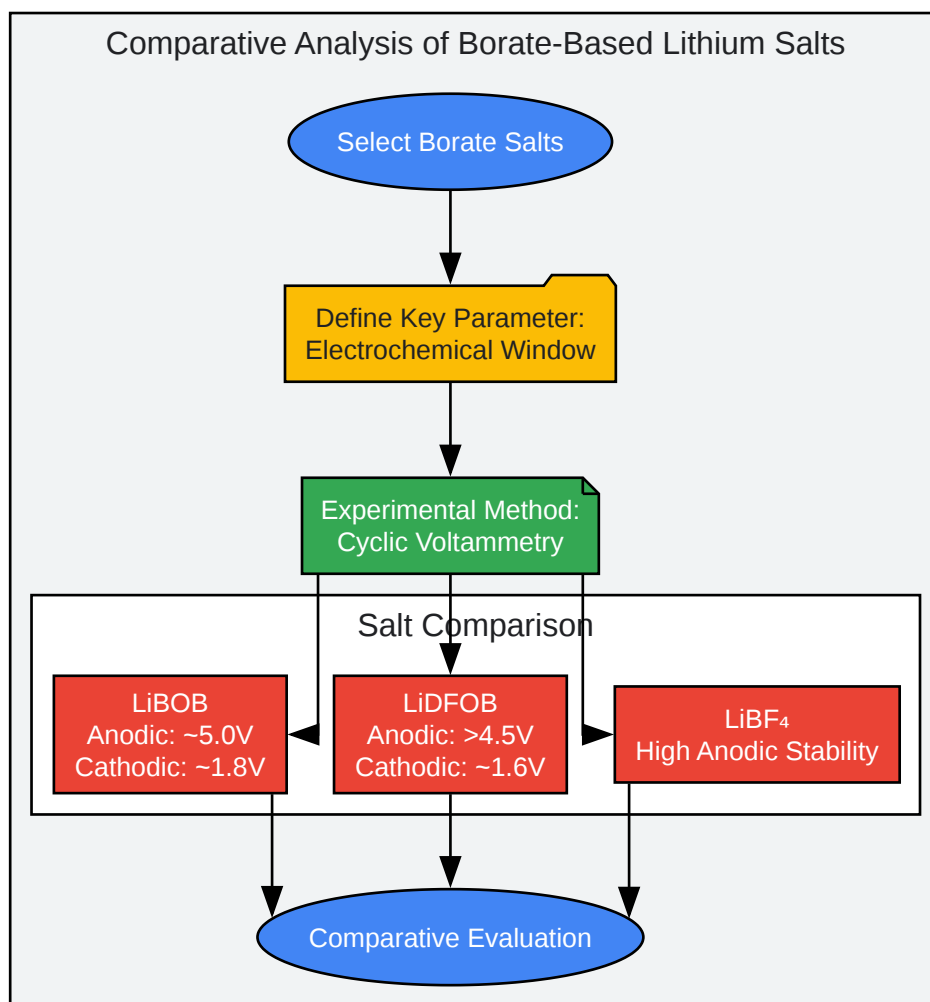 Comparative Analysis of Borate-Based Lithium Salts
Select Borate Salts
Define Key Parameter:
Electrochemical Window
Experimental Method:
Cyclic Voltammetry
Salt Comparison
LiBOB
Anodic: ~5.0V
Cathodic: ~1.8V
LiDFOB
Anodic: >4.5V
Cathodic: ~1.6V
LiBF₄
High Anodic Stability
Comparative Evaluation